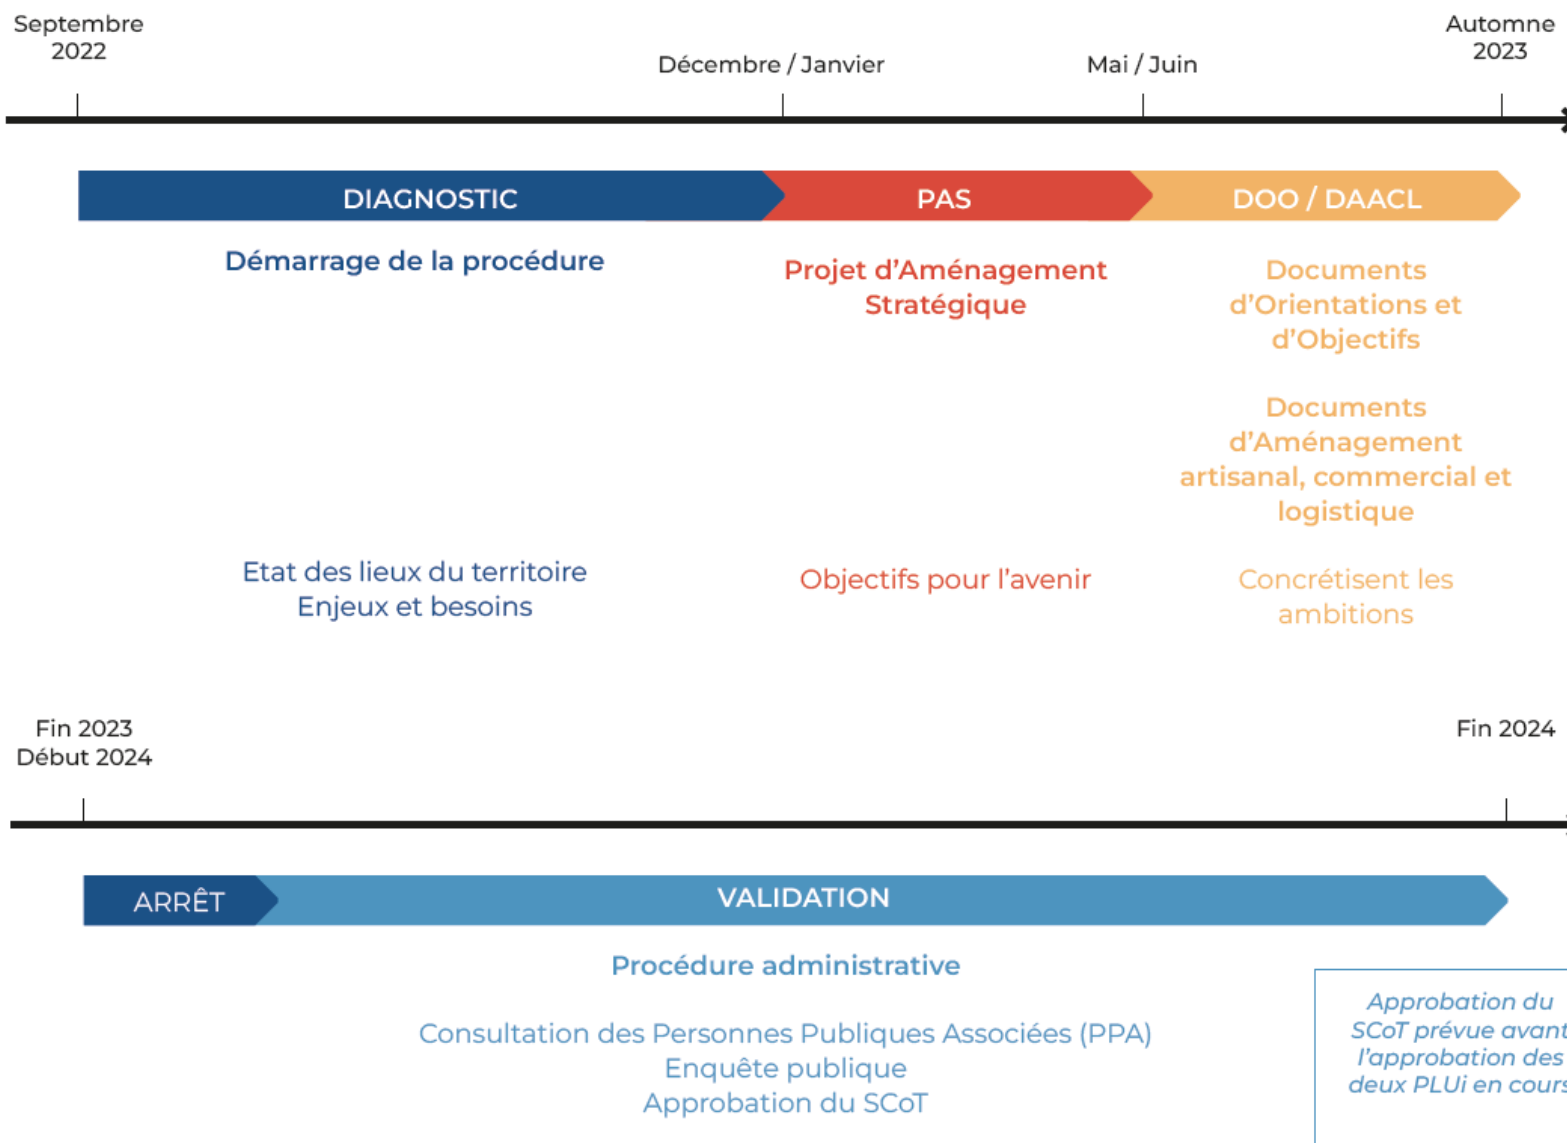 Septembre
2022
Décembre / Janvier
Mai / Juin
Automne
2023
DIAGNOSTIC
PAS
DOO / DAACL
Démarrage de la procédure
Projet d'Aménagement
Stratégique
Documents
d'Orientations et
d'Objectifs
Documents
d'Aménagement
artisanal, commercial et
logistique
Etat des lieux du territoire
Enjeux et besoins
Objectifs pour l'avenir
Concrétisent les
ambitions
Fin 2023
Début 2024
Fin 2024
ARRÊT
VALIDATION
Procédure administrative
Consultation des Personnes Publiques Associées (PPA)
Enquête publique
Approbation du SCoT
Approbation du
SCoT prévue avant
l'approbation des
deux PLUi en cours